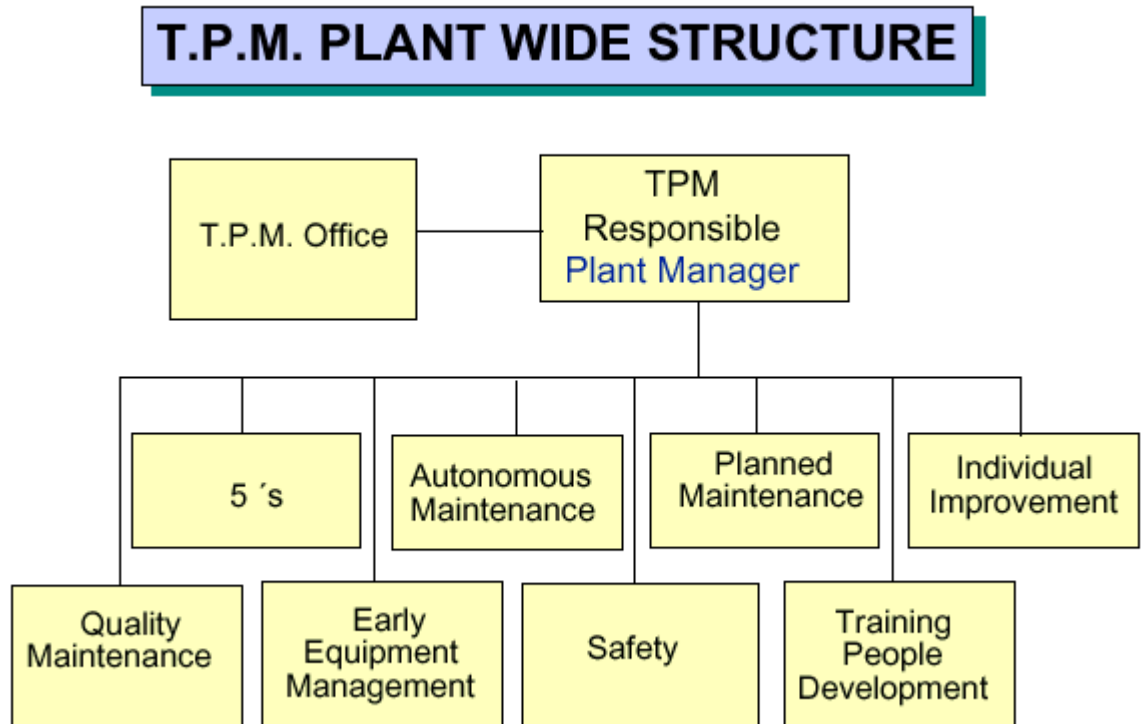 T.P.M. PLANT WIDE STRUCTURE
T.P.M. Office
TPM
Responsible
Plant Manager
5 ´s
Autonomous
Maintenance
Planned
Maintenance
Individual
Improvement
Quality
Maintenance
Early
Equipment
Management
Safety
Training
People
Development